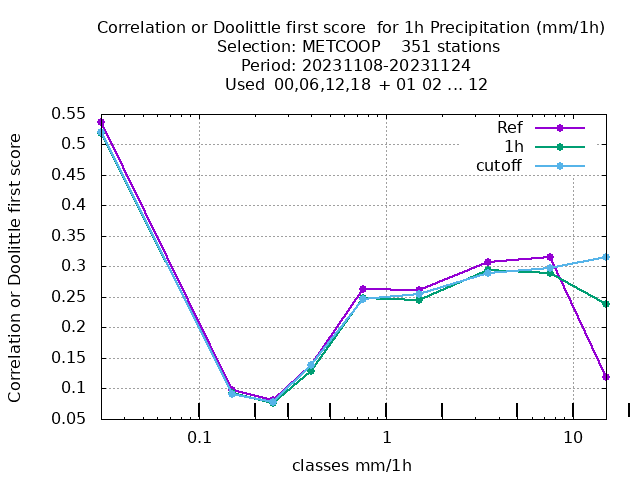 Correlation or Doolittle first score  for 1h Precipitation (mm/1h)
Selection: METCOOP    351 stations
Period: 20231108-20231124
Used  00,06,12,18  + 01 02 ... 12
Correlation or Doolittle first score
0.55
0.5
0.45
0.4
0.35
0.3
0.25
0.2
0.15
0.1
0.05
Ref
1h
cutoff
0.1
1
10
classes mm/1h